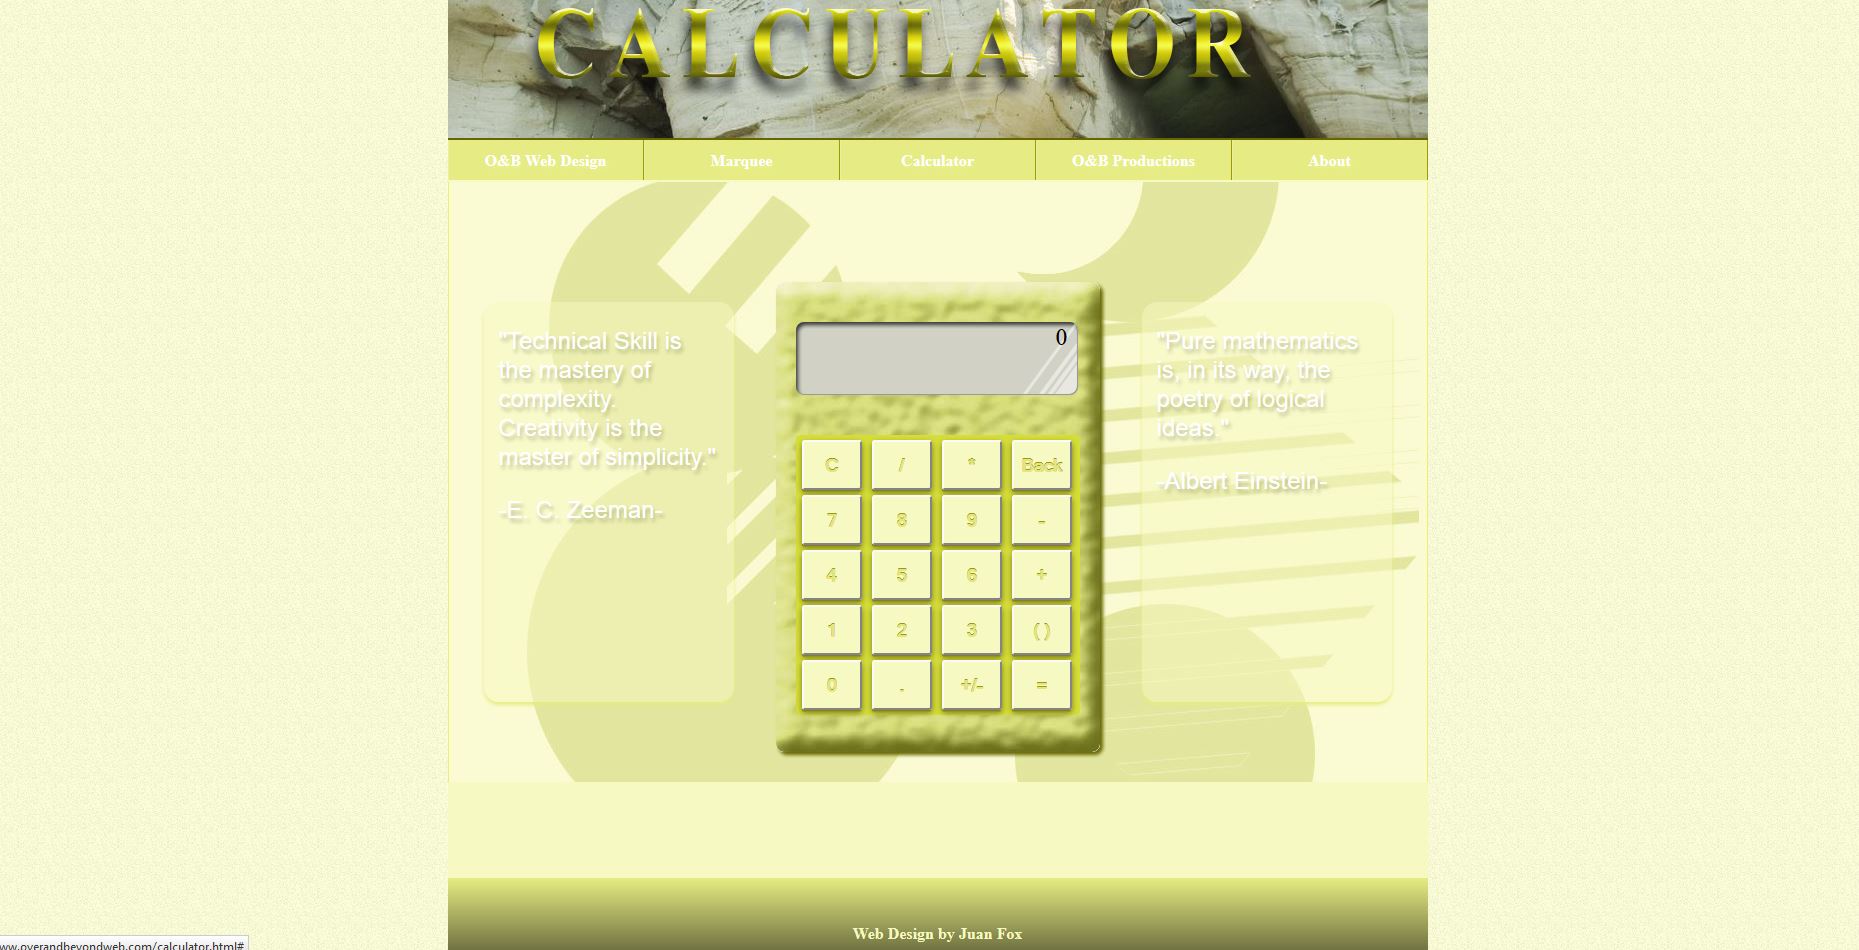 CALCULATOR
O&B Web Design Marquee Calculator O&B Productions About
"Technical Skill is
the mastery of
complexity.
Creativity is the
master of simplicity."
-E. C. Zeeman-
0
C / * Back
7 8 9 -
4 5 6 +
1 2 3 ( )
0 . +/- =
"Pure mathematics
is, in its way, the
poetry of logical
ideas."
-Albert Einstein-
Web Design by Juan Fox
ww.overandbeyondweb.com/calculator.html#